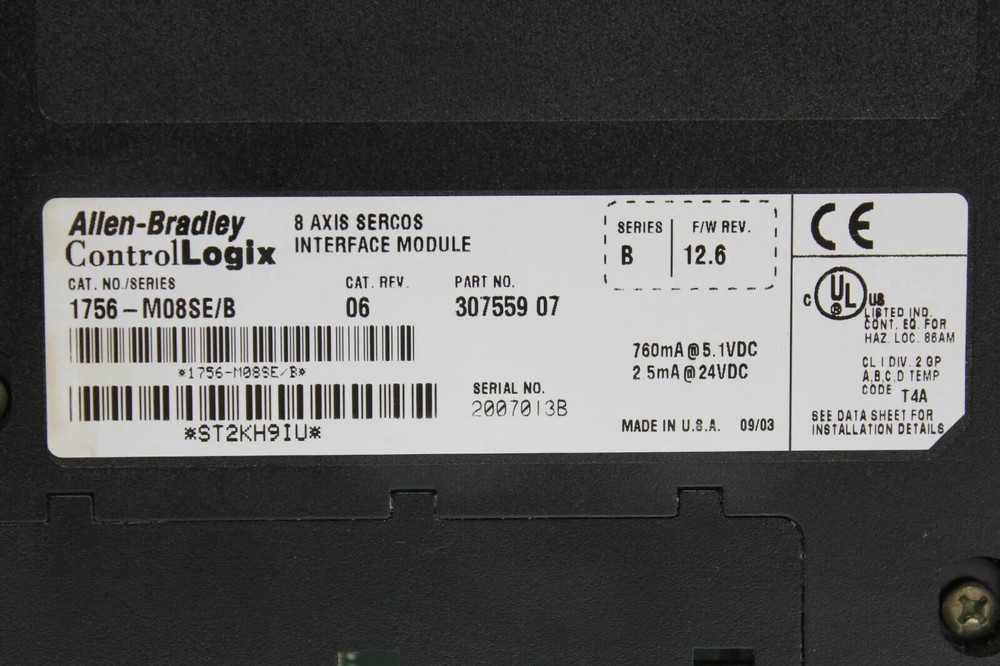 Allen-Bradley
ControlLogix
8 AXIS SERCOS
INTERFACE MODULE
SERIES
B
F/W REV.
12.6
CAT. NO./SERIES
1756-M08SE/B
CAT. REV.
06
PART NO.
307559 07
*1756-M08SE/B*
*ST2KH9IU*
SERIAL NO.
2007013B
760mA@5.1VDC
2.5mA@24VDC
MADE IN U.S.A. 09/03
CE
C UL US
®
LISTED IND.
CONT. EQ. FOR
HAZ. LOC. 86AM
CL I DIV. 2 GP
A,B,C,D TEMP
CODE T4A
SEE DATA SHEET FOR
INSTALLATION DETAILS